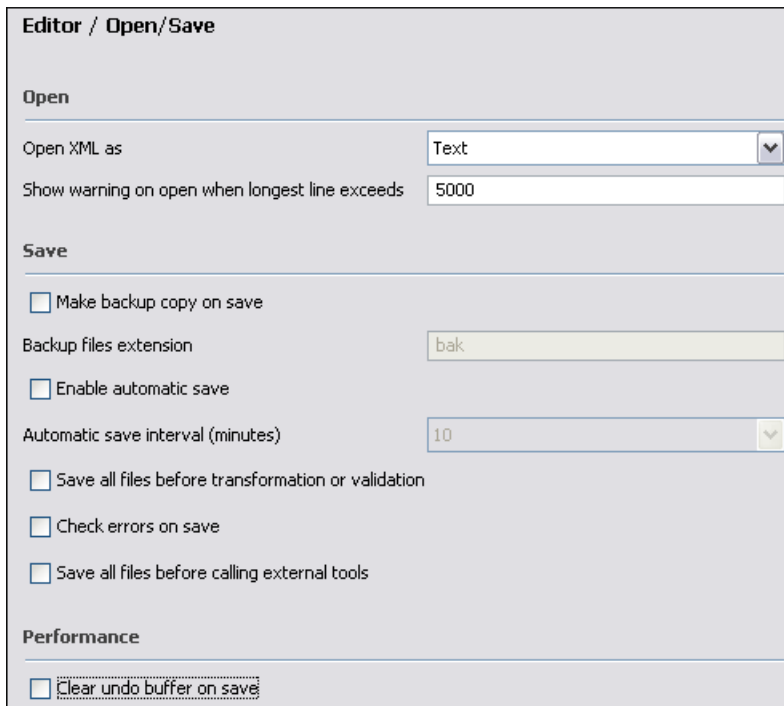 Editor / Open/Save
Open
Open XML as Text
Show warning on open when longest line exceeds 5000
Save
Make backup copy on save
Backup files extension bak
Enable automatic save
Automatic save interval (minutes) 10
Save all files before transformation or validation
Check errors on save
Save all files before calling external tools
Performance
Clear undo buffer on save